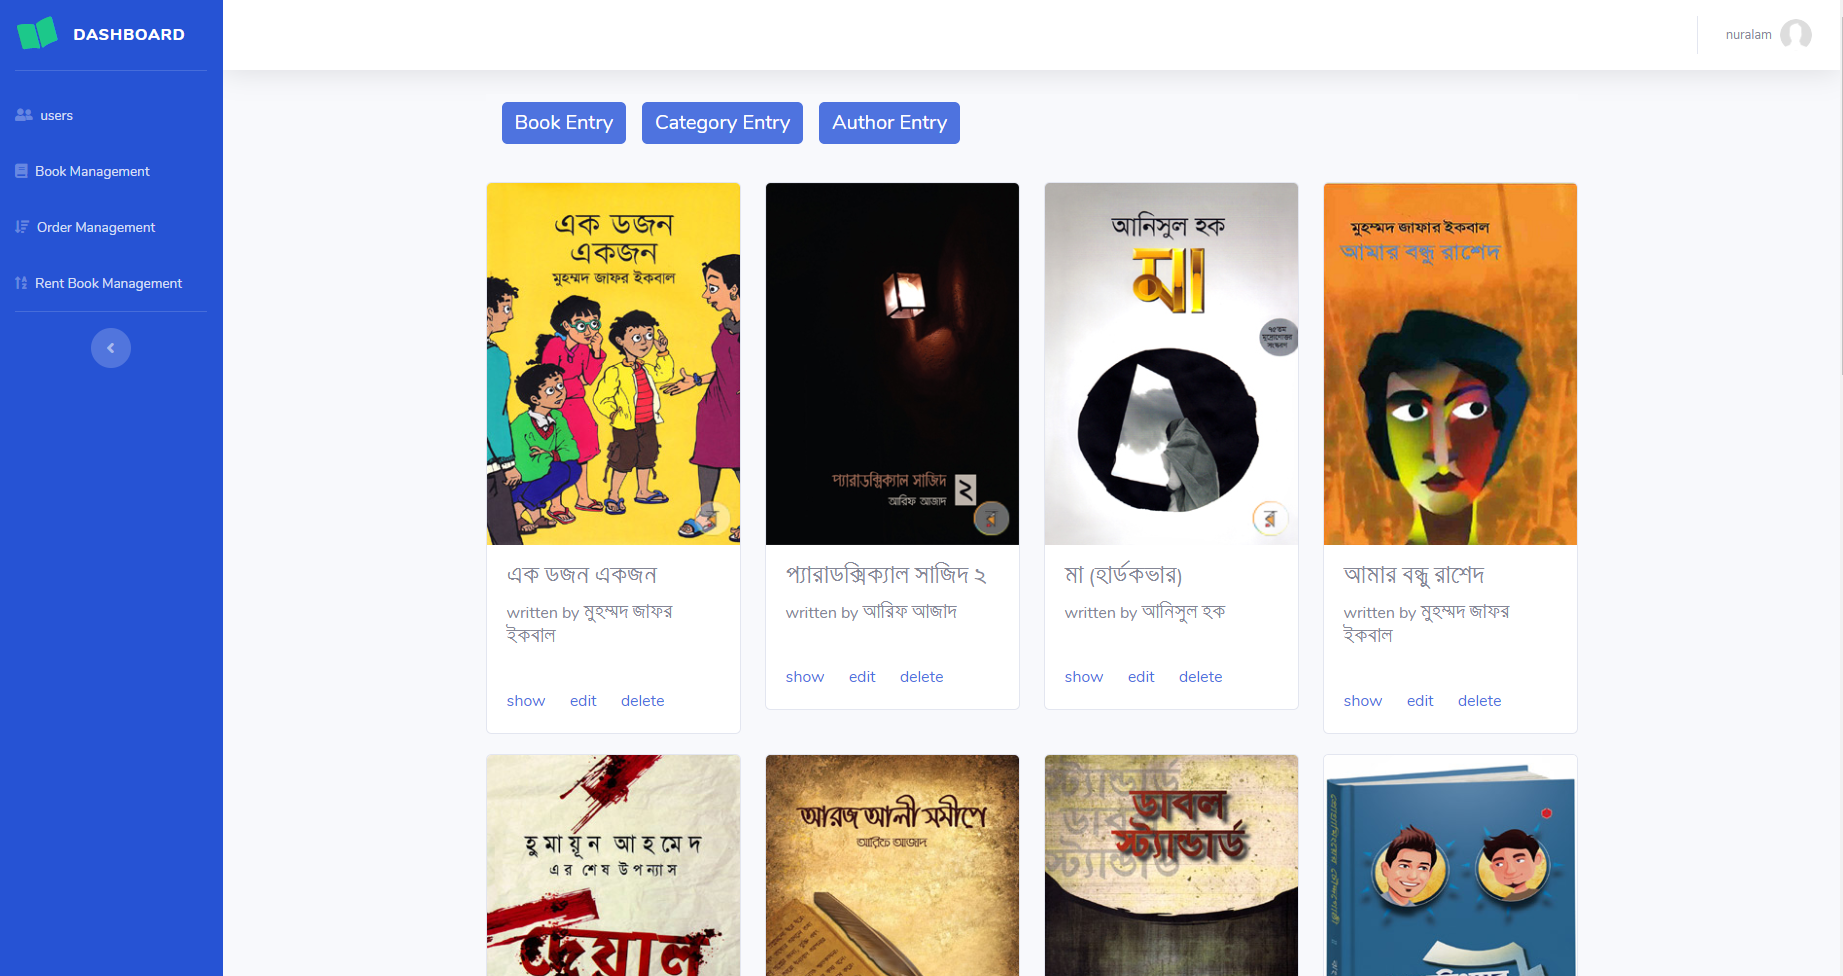 DASHBOARD
nuralam
users
Book Management
Order Management
Rent Book Management
Book Entry
Category Entry
Author Entry
এক ডজন
একজন
মুহম্মদ জাফর ইকবাল
প্যারাডক্সিক্যাল সাজিদ
২
আরিফ আজাদ
র
আনিসুল হক
মা
৭৫তম
সংস্করণ
র
মুহম্মদ জাফার ইকবাল
আমার বন্ধু রাশেদ
এক ডজন একজন
written by মুহম্মদ জাফর
ইকবাল
show edit delete
প্যারাডক্সিক্যাল সাজিদ ২
written by আরিফ আজাদ
show edit delete
মা (হার্ডকভার)
written by আনিসুল হক
show edit delete
আমার বন্ধু রাশেদ
written by মুহম্মদ জাফর
ইকবাল
show edit delete
হুমায়ূন আহমেদ
এর শেষ উপন্যাস
দেয়াল
আরজ আলী সমীপে
আরিফ আজাদ
স্ট্যান্ডার্ড
ডাবল
স্ট্যান্ডার্ড
ডাবল
স্ট্যান্ডার্ড